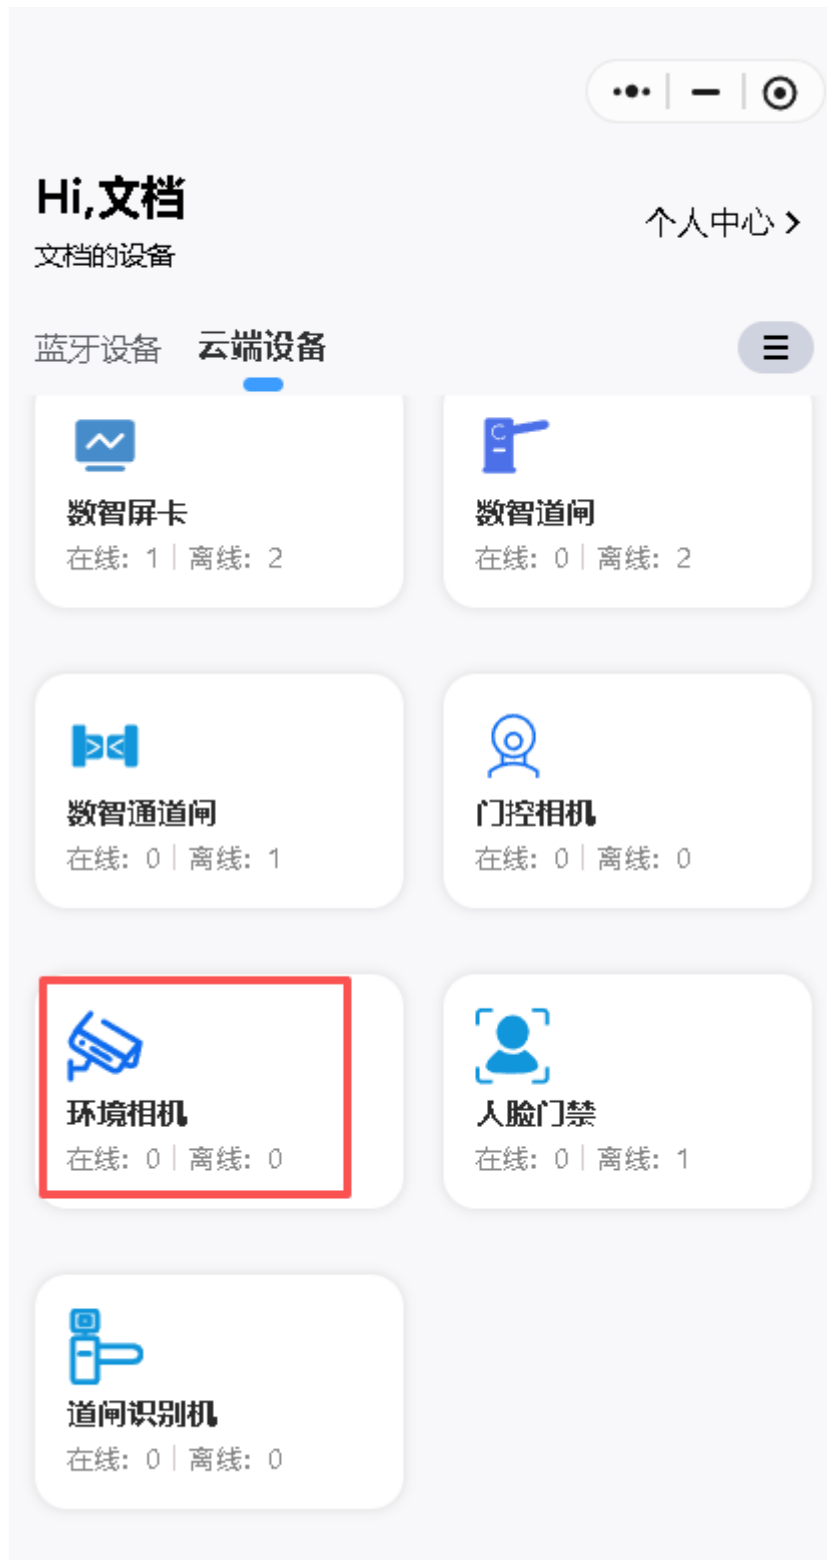 Hi,文档
个人中心
文档的设备
蓝牙设备 云端设备
数智屏卡
在线: 1 | 离线: 2
数智道闸
在线: 0 | 离线: 2
数智通道闸
在线: 0 | 离线: 1
门控相机
在线: 0 | 离线: 0
环境相机
在线: 0 | 离线: 0
人脸门禁
在线: 0 | 离线: 1
道闸识别机
在线: 0 | 离线: 0